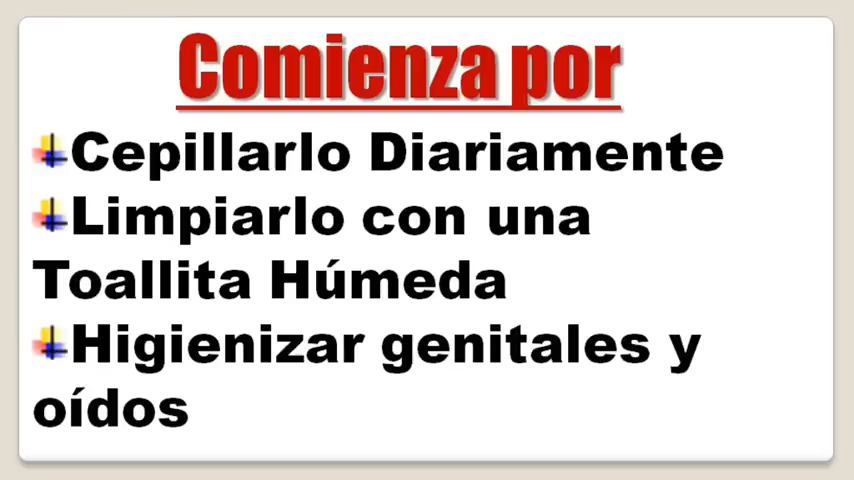 Comienza por
Cepillarlo Diariamente
Limpiarlo con una
Toallita Húmeda
Higienizar genitales y
oídos